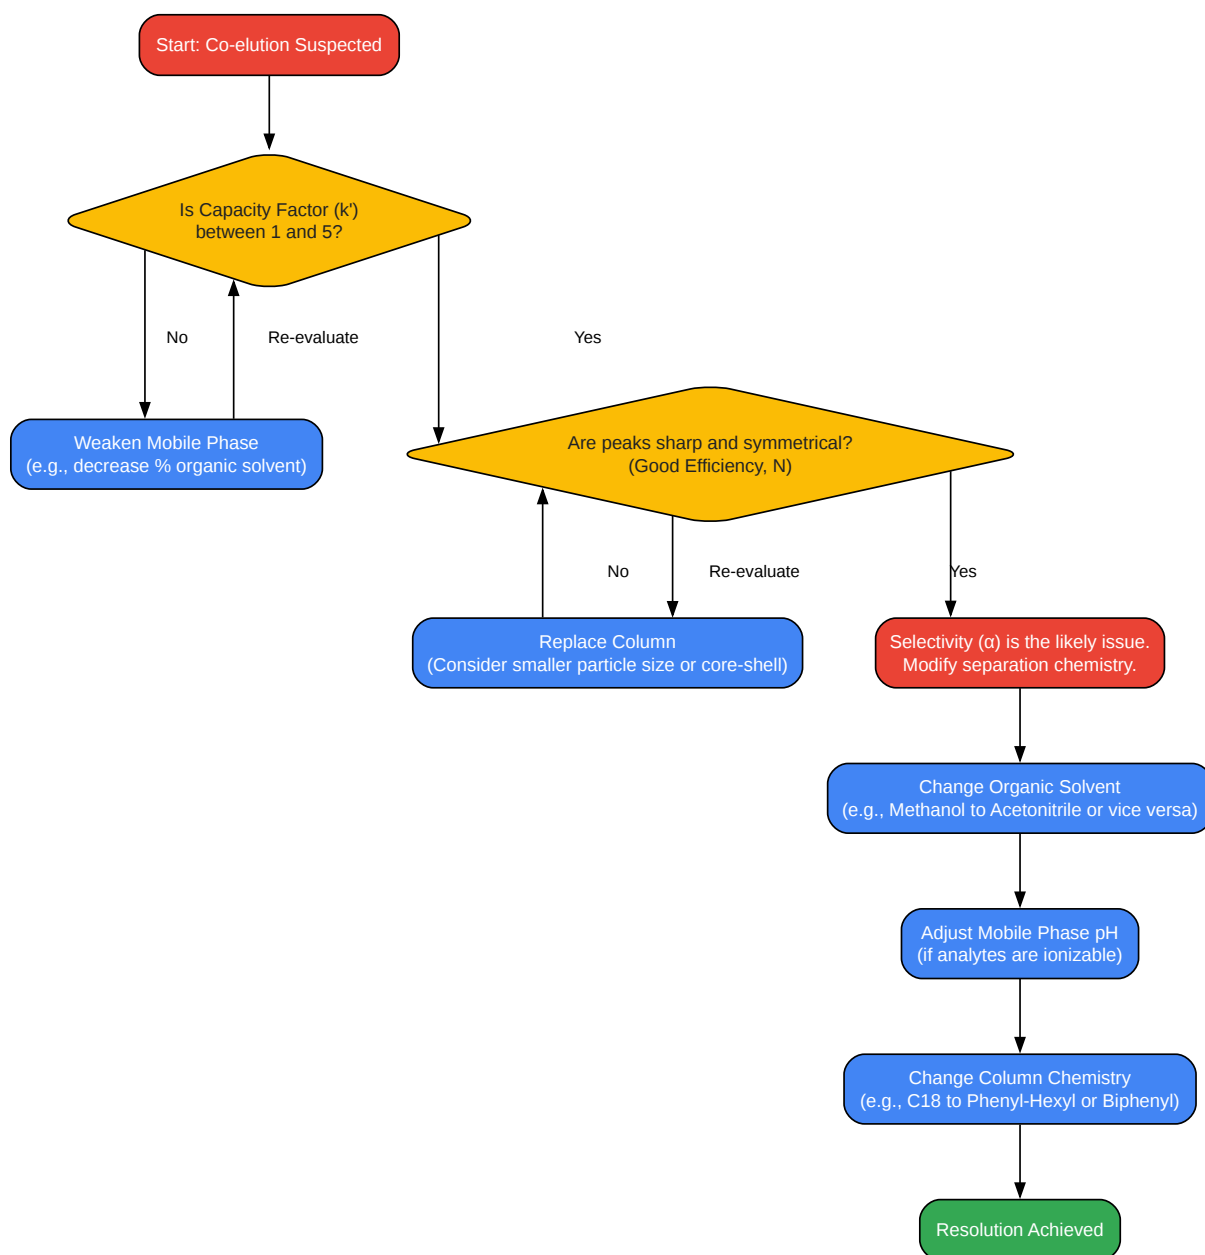 Start: Co-elution Suspected
Is Capacity Factor (k')
between 1 and 5?
No
Re-evaluate
Yes
Weaken Mobile Phase
(e.g., decrease % organic solvent)
Are peaks sharp and symmetrical?
(Good Efficiency, N)
No
Re-evaluate
Yes
Replace Column
(Consider smaller particle size or core-shell)
Selectivity (α) is the likely issue.
Modify separation chemistry.
Change Organic Solvent
(e.g., Methanol to Acetonitrile or vice versa)
Adjust Mobile Phase pH
(if analytes are ionizable)
Change Column Chemistry
(e.g., C18 to Phenyl-Hexyl or Biphenyl)
Resolution Achieved